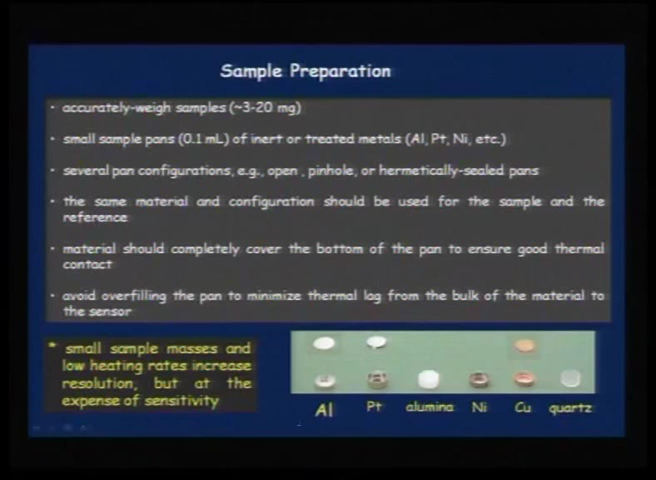 Sample Preparation
• accurately-weigh samples (~3-20 mg)
• small sample pans (0.1 mL) of inert or treated metals (Al, Pt, Ni, etc.)
• several pan configurations, e.g., open , pinhole, or hermetically-sealed pans
• the same material and configuration should be used for the sample and the
reference
• material should completely cover the bottom of the pan to ensure good thermal
contact
• avoid overfilling the pan to minimize thermal lag from the bulk of the material to
the sensor
* small sample masses and
low heating rates increase
resolution, but at the
expense of sensitivity
Al Pt alumina Ni Cu quartz